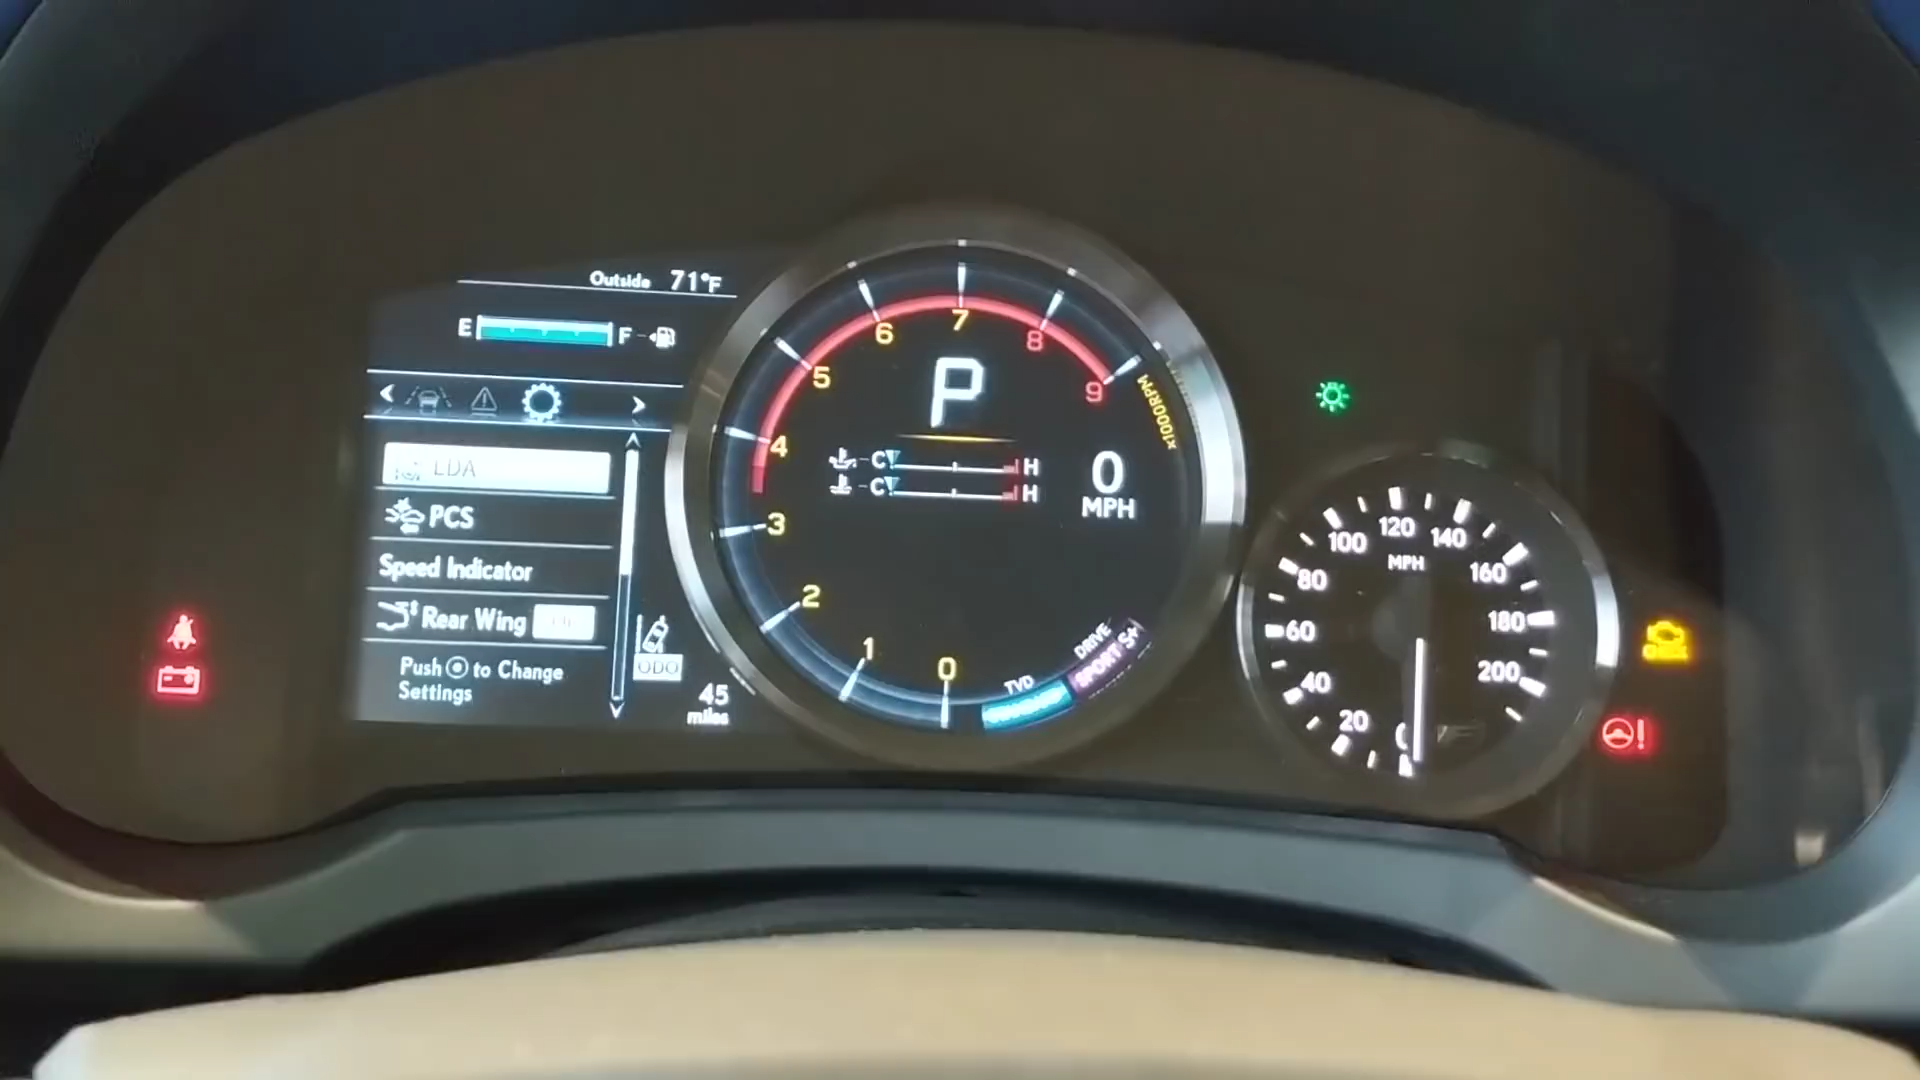 Outside 71°F
E F
LDA
PCS
Speed Indicator
Rear Wing
Push to Change
Settings
ODO
45
miles
0
1
2
3
4
5
6
7
8
9
x1000RPM
P
C H
C H
0
MPH
TVD
DRIVE
SPORT S+
0
20
40
60
80
100
120
140
160
180
200
MPH